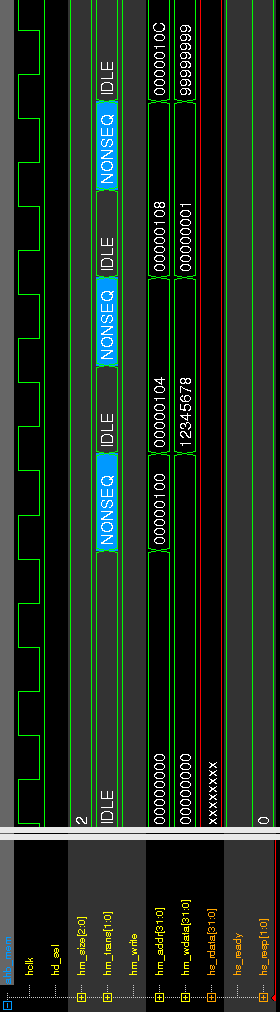 ahb_mem
hclk
hd_sel
hm_size[2:0] 2
hm_trans[1:0] IDLE NONSEQ IDLE NONSEQ IDLE NONSEQ IDLE
hm_write
hm_addr[31:0] 00000000 00000100 00000104 00000108 0000010C
hm_wdata[31:0] 00000000 12345678 00000001 99999999
hs_rdata[31:0] xxxxxxxx
hs_ready
hs_resp[1:0] 0